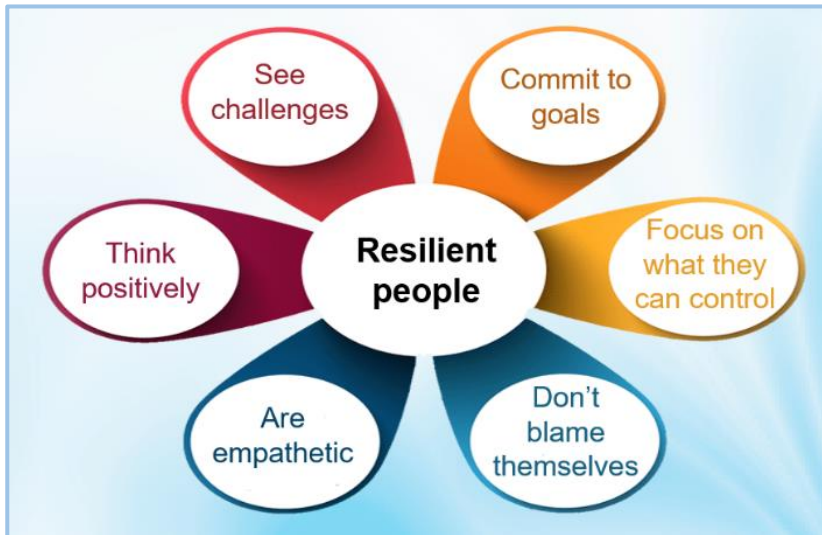 See
challenges
Commit to
goals
Think
positively
Resilient
people
Focus on
what they
can control
Are
empathetic
Don’t
blame
themselves